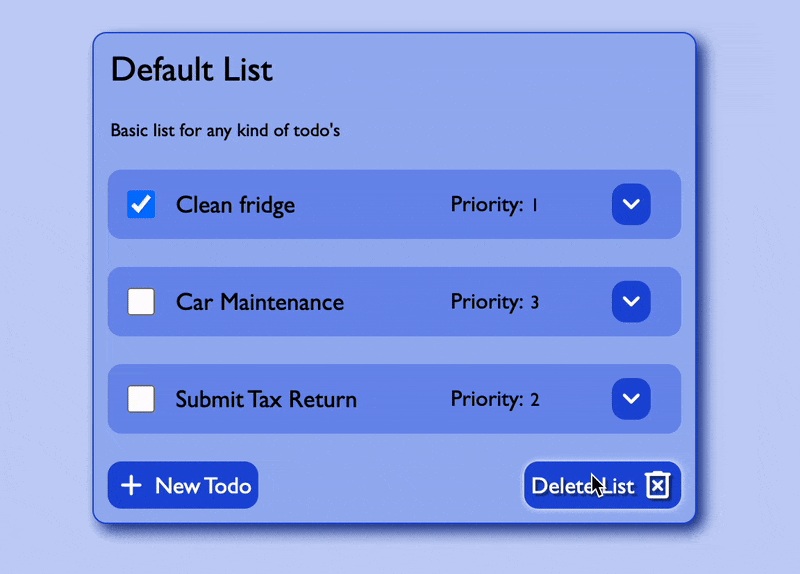 Default List
Basic list for any kind of todo's
Clean fridge Priority: 1
Car Maintenance Priority: 3
Submit Tax Return Priority: 2
New Todo Delete List